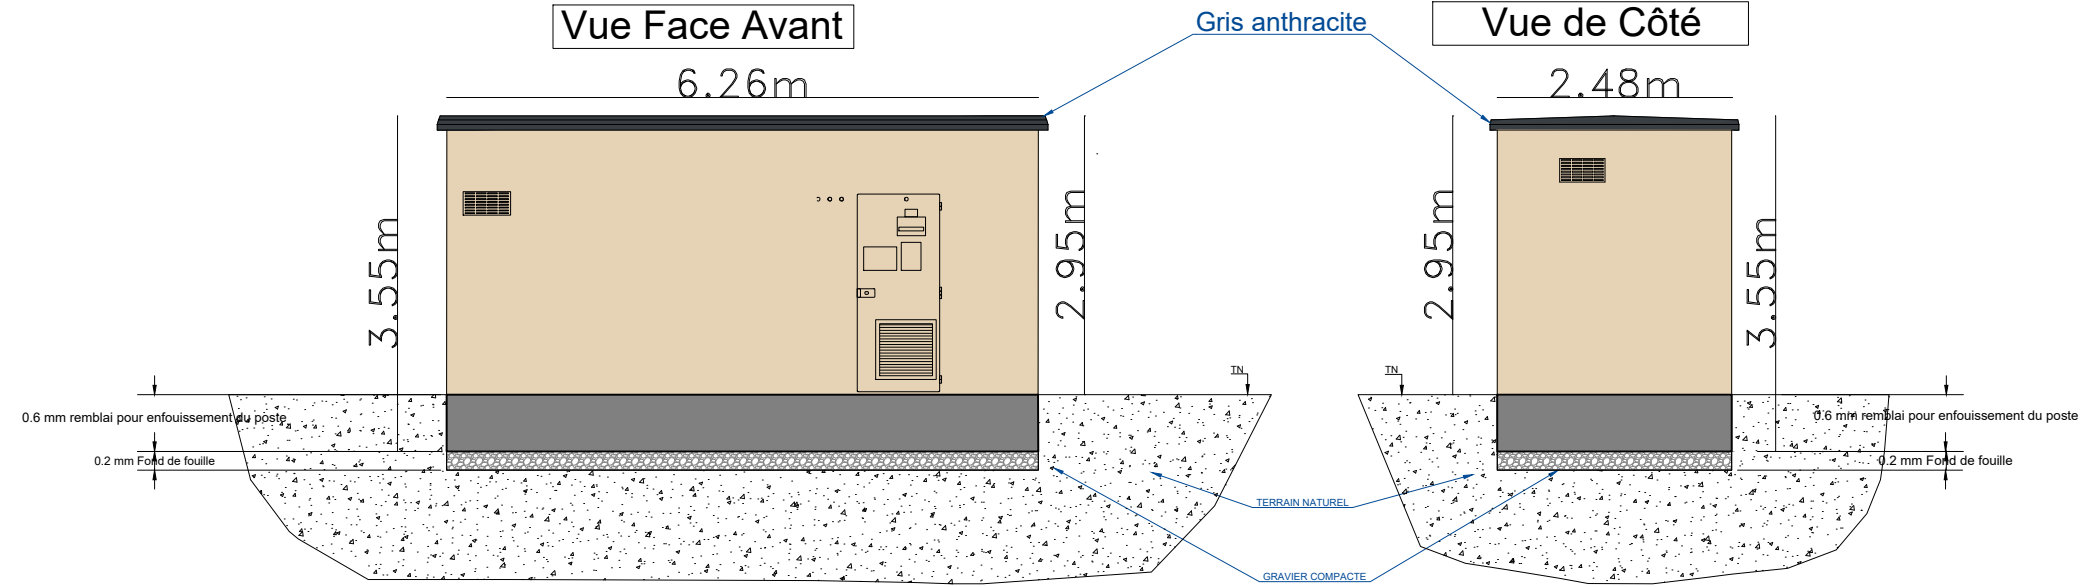 Vue Face Avant
Gris anthracite
Vue de Côté
6.26m
2.48m
3.55m
2.95m
2.95m
3.55m
TN
TN
0.6 mm remblai pour enfouissement du poste
0.6 mm remblai pour enfouissement du poste
0.2 mm Fond de fouille
0.2 mm Fond de fouille
TERRAIN NATUREL
GRAVIER COMPACTE